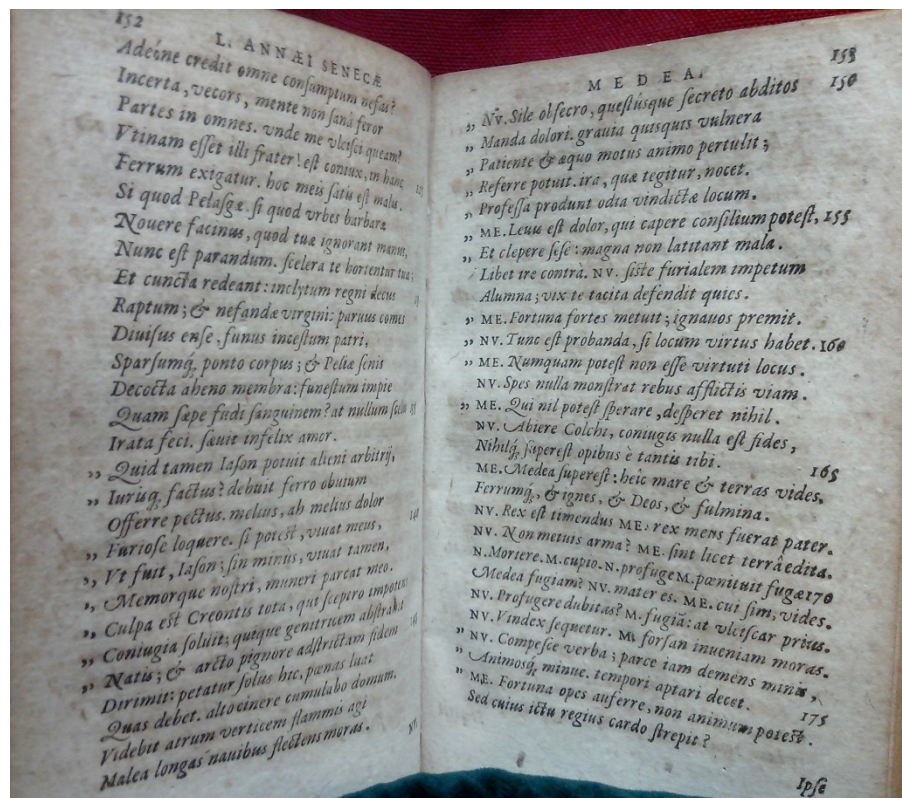 152
L. ANNÆI SENECÆ
Adeóne credit omne conſumptum nefas?
Incerta, vecors, mente non ſanâ feror
Partes in omnes. vnde me vlciſci queam?
Vtinam eſſet illi frater! eſt coniux, in hanc
Ferrum exigatur. hoc meis ſatis eſt malis.
Si quod Pelaſgæ. ſi quod vrbes barbaræ
Nouere facinus, quod tuæ ignorant manus,
Nunc eſt parandum. ſcelera te hortentur tua;
Et cuncta redeant: inclytum regni decus
Raptum; & nefandæ virginis paruus comes
Diuiſus enſe, funus inceſtum patri,
Sparſumq́, ponto corpus; & Peliæ ſenis
Decocta aheno membra: funeſtum impie
Quam ſæpe fudi ſanguinem? at nullum ſcelus
Irata feci. ſæuit infelix amor.
„ Quid tamen Iaſon potuit alieni arbitrij,
„ Iurisq, factus? debuit ferro obuium
Offerre pectus. melius, ah melius dolor
„ Furioſe loquere. ſi poteſt, viuat meus,
„ Vt fuit, Iaſon; ſin minus, viuat tamen,
„ Memorque noſtri, muneri parcat meo.
„ Culpa eſt Creontis tota, qui ſceptro impotens
„ Coniugia ſoluit; quique genitricem abſtrahit
„ Natis; & arcto pignore adſtrictam fidem
Dirimit: petatur ſolus hic. pœnas luat
Quas debet. alto cinere cumulabo domum.
Videbit atrum verticem flammis agi
Malea longas nauibus flectens moras.
MEDEA.
153
„ NV. Sile obſecro, queſtúsque ſecreto abditos 150
„ Manda dolori. grauia quisquis vulnera
„ Patiente & æquo motus animo pertulit;
„ Referre potuit. ira, quæ tegitur, nocet.
„ Profeſſa produnt odia vindictæ locum.
„ ME. Leuis eſt dolor, qui capere conſilium poteſt, 155
„ Et clepere ſeſe: magna non latitant mala.
Libet ire contrà. NV. ſiſte furialem impetum
Alumna; vix te tacita defendit quies.
„ ME. Fortuna fortes metuit; ignauos premit.
„ NV. Tunc eſt probanda, ſi locum virtus habet. 160
„ ME. Numquam poteſt non eſſe virtuti locus.
NV. Spes nulla monſtrat rebus afflictis viam.
„ ME. Qui nil poteſt ſperare, deſperet nihil.
NV. Abiere Colchi, coniugis nulla eſt fides,
Nihilq́, ſupereſt opibus è tantis tibi. 165
ME. Medea ſupereſt: hîc mare & terras vides,
Ferrumq́, & ignes, & Deos, & fulmina.
NV. Rex eſt timendus ME. rex meus fuerat pater.
NV. Non metuis arma? ME. ſint licet terrâ edita.
N. Moriere. M. cupio. N. profuge M. pœnituit fugæ 170
Medea fugiam? NV. mater es. ME. cui ſim, vides.
NV. Profugere dubitas? M. fugiã: at vlciſcar prius.
NV. Vindex ſequetur. M. forſan inueniam moras.
„ NV. Compeſce verba; parce iam demens minis,
„ Animosq́, minue. tempori aptari decet. 175
„ ME. Fortuna opes auferre, non animum poteſt.
Sed cuius ictu regius cardo ſtrepit?
Ipſe